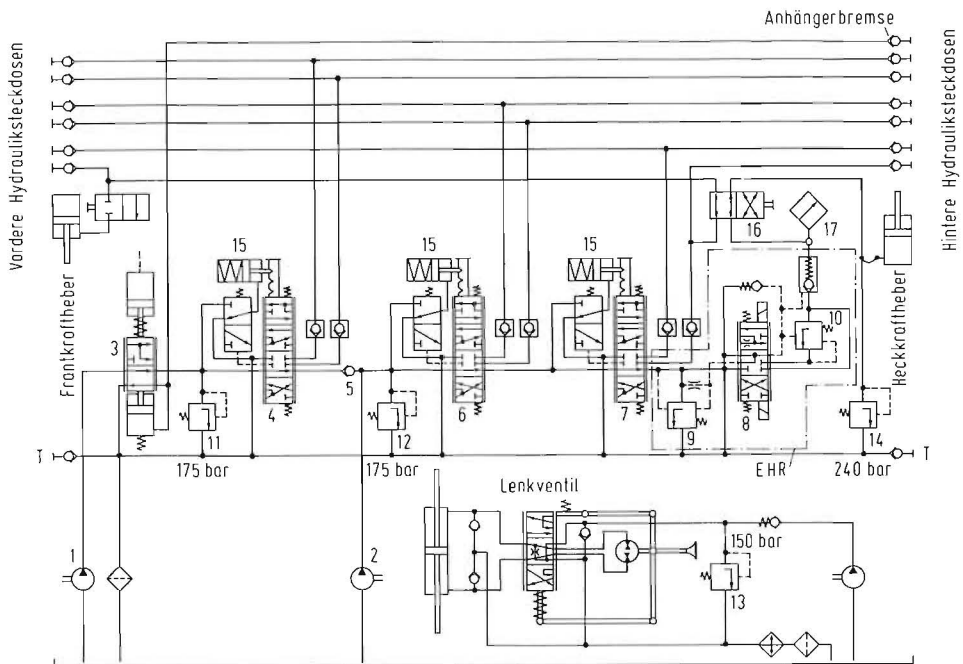 Anhängerbremse
Vordere Hydrauliksteckdosen
Hintere Hydrauliksteckdosen
15
15
15
16
17
Frontkraftheber
Heckkraftheber
3
10
5
4
6
7
8
11
12
9
14
T
T
175 bar
175 bar
EHR
240 bar
Lenkventil
150 bar
1
2
13